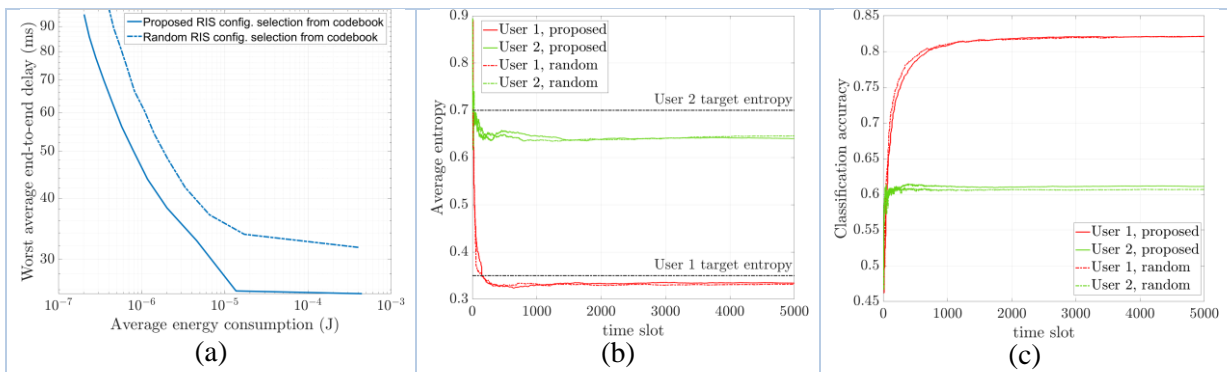 Proposed RIS config. selection from codebook
Random RIS config. selection from codebook
Worst average end-to-end delay (ms)
90
80
70
60
50
40
30
10⁻⁷
10⁻⁶
10⁻⁵
10⁻⁴
10⁻³
Average energy consumption (J)
(a)
User 1, proposed
User 2, proposed
User 1, random
User 2, random
User 2 target entropy
User 1 target entropy
Average entropy
0.9
0.8
0.7
0.6
0.5
0.4
0.3
0
1000
2000
3000
4000
5000
time slot
(b)
Classification accuracy
0.85
0.8
0.75
0.7
0.65
0.6
0.55
0.5
0.45
User 1, proposed
User 2, proposed
User 1, random
User 2, random
0
1000
2000
3000
4000
5000
time slot
(c)